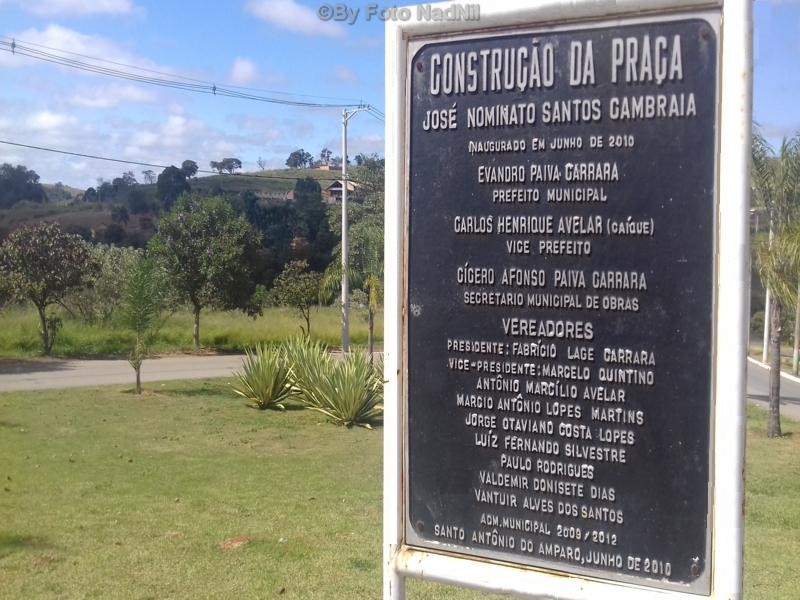 ©By Foto NadNil
CONSTRUÇÃO DA PRAÇA
JOSÉ NOMINATO SANTOS CAMBRAIA
INAUGURADO EM JUNHO DE 2010
EVANDRO PAIVA CARRARA
PREFEITO MUNICIPAL
CARLOS HENRIQUE AVELAR (CAÍQUE)
VICE PREFEITO
CÍCERO AFONSO PAIVA CARRARA
SECRETARIO MUNICIPAL DE OBRAS
VEREADORES
PRESIDENTE: FABRÍCIO LAGE CARRARA
VICE-PRESIDENTE: MARCELO QUINTINO
ANTÔNIO MARCÍLIO AVELAR
MARCIO ANTÔNIO LOPES MARTINS
JORGE OTAVIANO COSTA LOPES
LUÍZ FERNANDO SILVESTRE
PAULO RODRIGUES
VALDEMIR DONISETE DIAS
VANTUIR ALVES DOS SANTOS
ADM. MUNICIPAL 2009/2012
SANTO ANTÔNIO DO AMPARO, JUNHO DE 2010